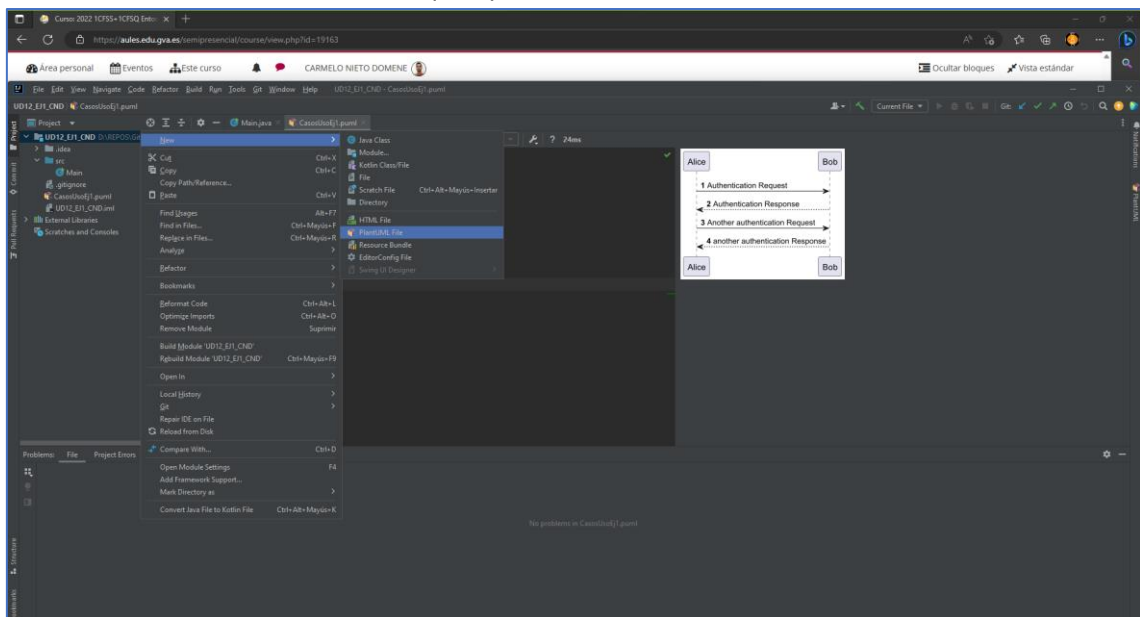 Curso: 2022 1CFSS+1CFSQ Ento
https://aules.edu.gva.es/semipresencial/course/view.php?id=19163
Área personal Eventos Este curso CARMELO NIETO DOMENE Ocultar bloques Vista estándar
File Edit View Navigate Code Refactor Build Run Tools Git Window Help UD12_EJ1_CND - CasosUsoEj1.puml
UD12_EJ1_CND CasosUsoEj1.puml Current File Git:
Project Main.java CasosUsoEj1.puml
UD12_EJ1_CND D:\REPOS\Gi
.idea
src
Main
.gitignore
CasosUsoEj1.puml
UD12_EJ1_CND.iml
External Libraries
Scratches and Consoles
New
Cut Ctrl+X
Copy Ctrl+C
Copy Path/Reference...
Paste Ctrl+V
Find Usages Alt+F7
Find in Files... Ctrl+Mayús+F
Replace in Files... Ctrl+Mayús+R
Analyze
Refactor
Bookmarks
Reformat Code Ctrl+Alt+L
Optimize Imports Ctrl+Alt+O
Remove Module Suprimir
Build Module 'UD12_EJ1_CND'
Rebuild Module 'UD12_EJ1_CND' Ctrl+Mayús+F9
Open In
Local History
Git
Repair IDE on File
Reload from Disk
Compare With... Ctrl+D
Open Module Settings F4
Add Framework Support...
Mark Directory as
Convert Java File to Kotlin File Ctrl+Alt+Mayús+K
Java Class
Module...
Kotlin Class/File
File
Scratch File Ctrl+Alt+Mayús+Insertar
Directory
HTML File
PlantUML File
Resource Bundle
EditorConfig File
Swing UI Designer
? 24ms
Alice Bob
1 Authentication Request
2 Authentication Response
3 Another authentication Request
4 another authentication Response
Alice Bob
Problems: File Project Errors
No problems in CasosUsoEj1.puml
Project
Commit
Pull Requests
Structure
Notifications
PlantUML